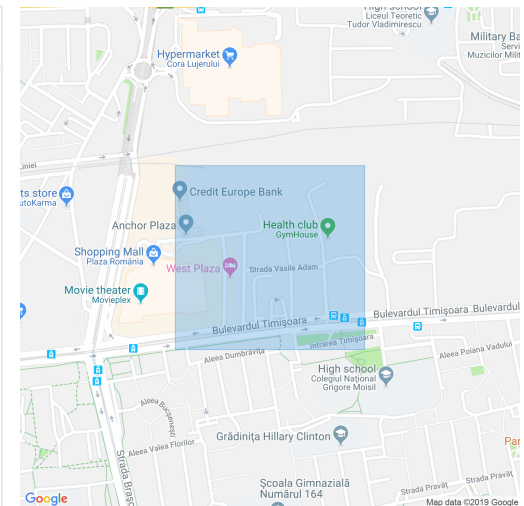 High school
Liceul Teoretic
Tudor Vladimirescu
Military Ba
Servi
Muzicilor Milit
Hypermarket
Cora Lujerului
Liniei
ts store
utoKarma
Credit Europe Bank
Anchor Plaza
Health club
GymHouse
Shopping Mall
Plaza România
West Plaza
Strada Vasile Adam
Movie theater
Movieplex
Bulevardul Timișoara
Bulevardul Timișoara
Bulevardul
Intrarea Timișoara
Aleea Dumbrăvița
Aleea Poiana Vadului
High school
Colegiul Național
Grigore Moisil
Aleea Bucșenești
Grădinița Hillary Clinton
Aleea Valea Florilor
Par
Strada Brașo
Școala Gimnazială
Numărul 164
Strada Pravăț
Strada Pravăț
Google
Map data ©2019 Google